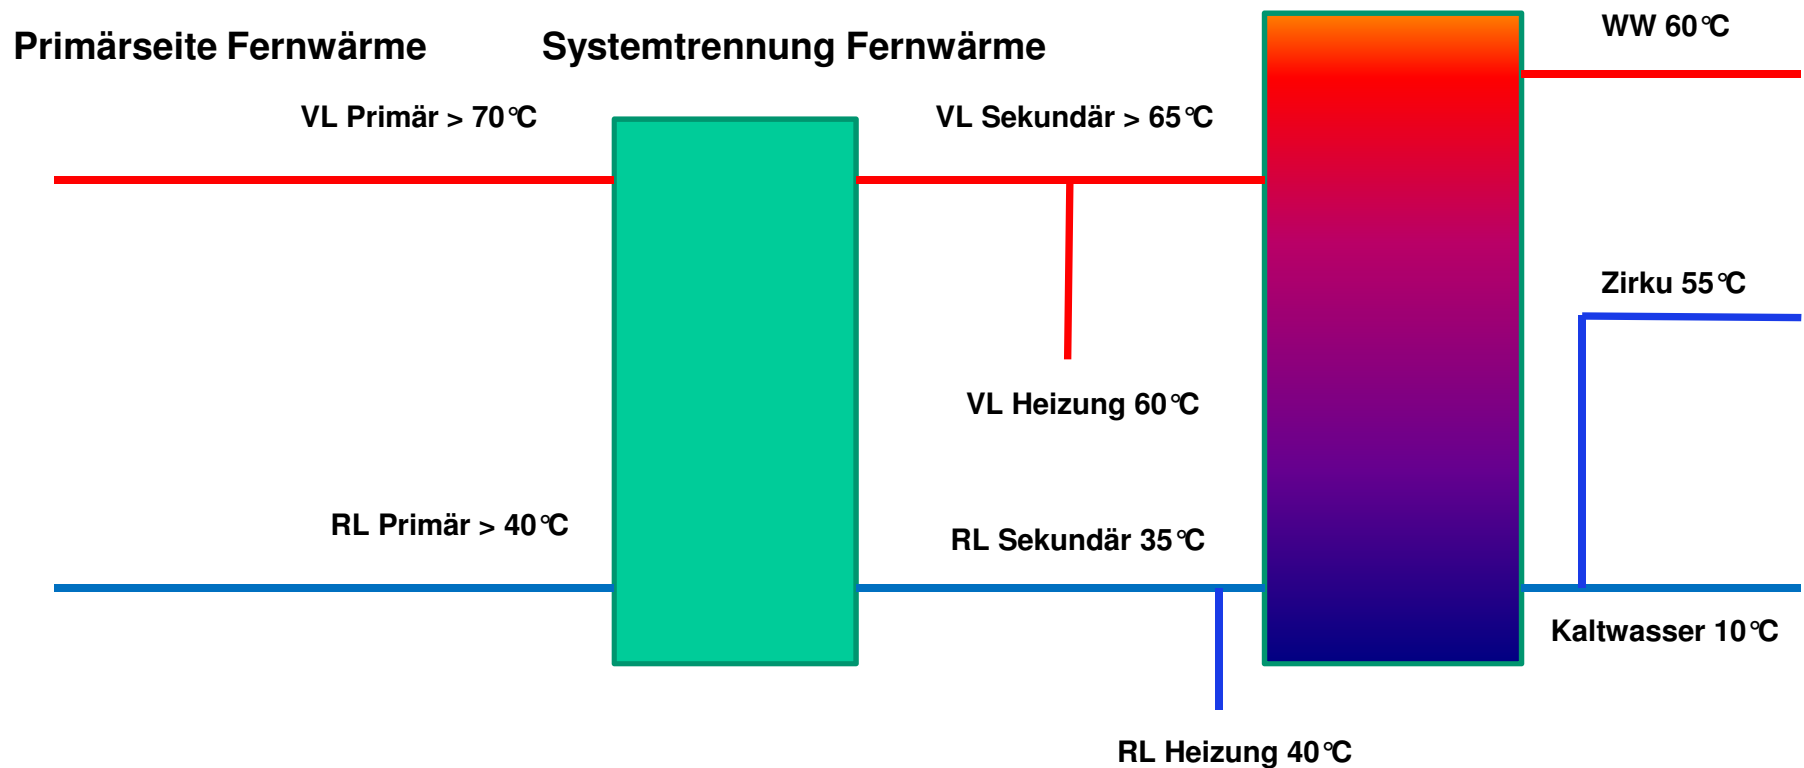 Primärseite Fernwärme
Systemtrennung Fernwärme
WW 60°C
VL Primär > 70°C
VL Sekundär > 65°C
Zirku 55°C
VL Heizung 60°C
RL Primär > 40°C
RL Sekundär 35°C
Kaltwasser 10°C
RL Heizung 40°C